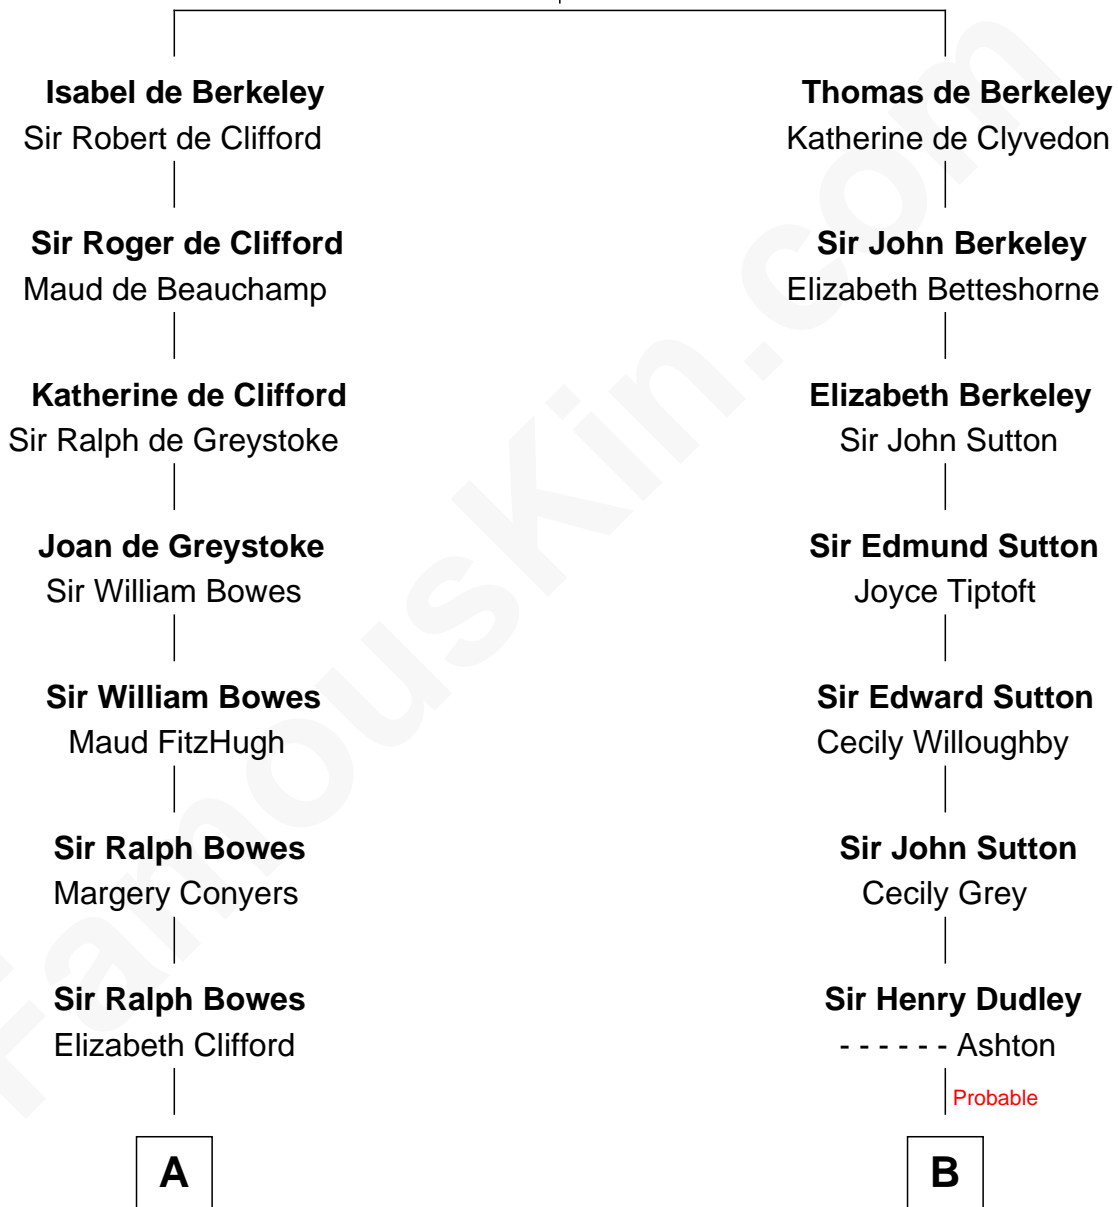 Isabel de Berkeley
Sir Robert de Clifford
Sir Roger de Clifford
Maud de Beauchamp
Katherine de Clifford
Sir Ralph de Greystoke
Joan de Greystoke
Sir William Bowes
Sir William Bowes
Maud FitzHugh
Sir Ralph Bowes
Margery Conyers
Sir Ralph Bowes
Elizabeth Clifford
A
Thomas de Berkeley
Katherine de Clyvedon
Sir John Berkeley
Elizabeth Betteshorne
Elizabeth Berkeley
Sir John Sutton
Sir Edmund Sutton
Joyce Tiptoft
Sir Edward Sutton
Cecily Willoughby
Sir John Sutton
Cecily Grey
Sir Henry Dudley
- - - - - - Ashton
Probable
B
FamousKin.com